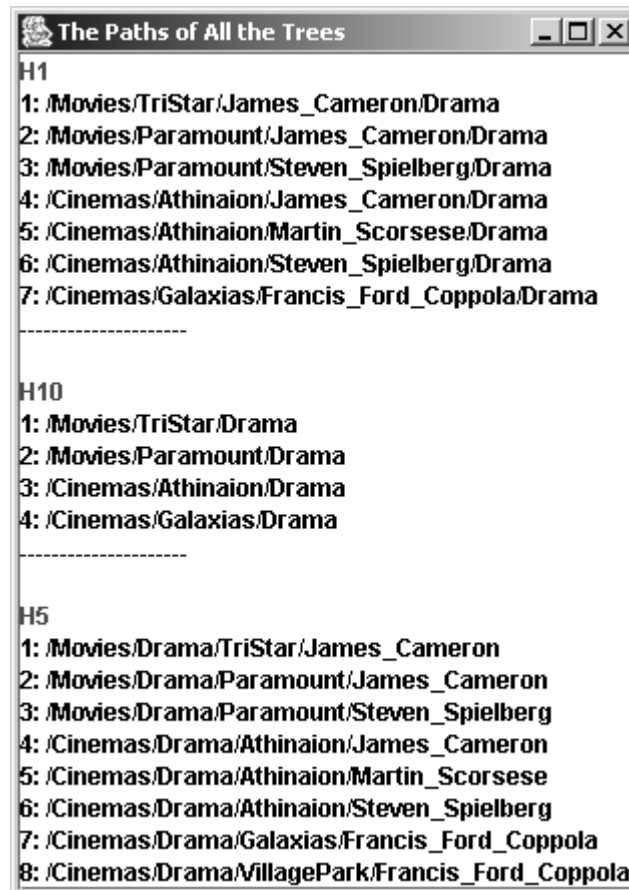 The Paths of All the Trees
H1
1: /Movies/TriStar/James_Cameron/Drama
2: /Movies/Paramount/James_Cameron/Drama
3: /Movies/Paramount/Steven_Spielberg/Drama
4: /Cinemas/Athinaion/James_Cameron/Drama
5: /Cinemas/Athinaion/Martin_Scorsese/Drama
6: /Cinemas/Athinaion/Steven_Spielberg/Drama
7: /Cinemas/Galaxias/Francis_Ford_Coppola/Drama
---------------------
H10
1: /Movies/TriStar/Drama
2: /Movies/Paramount/Drama
3: /Cinemas/Athinaion/Drama
4: /Cinemas/Galaxias/Drama
---------------------
H5
1: /Movies/Drama/TriStar/James_Cameron
2: /Movies/Drama/Paramount/James_Cameron
3: /Movies/Drama/Paramount/Steven_Spielberg
4: /Cinemas/Drama/Athinaion/James_Cameron
5: /Cinemas/Drama/Athinaion/Martin_Scorsese
6: /Cinemas/Drama/Athinaion/Steven_Spielberg
7: /Cinemas/Drama/Galaxias/Francis_Ford_Coppola
8: /Cinemas/Drama/VillagePark/Francis_Ford_Coppola